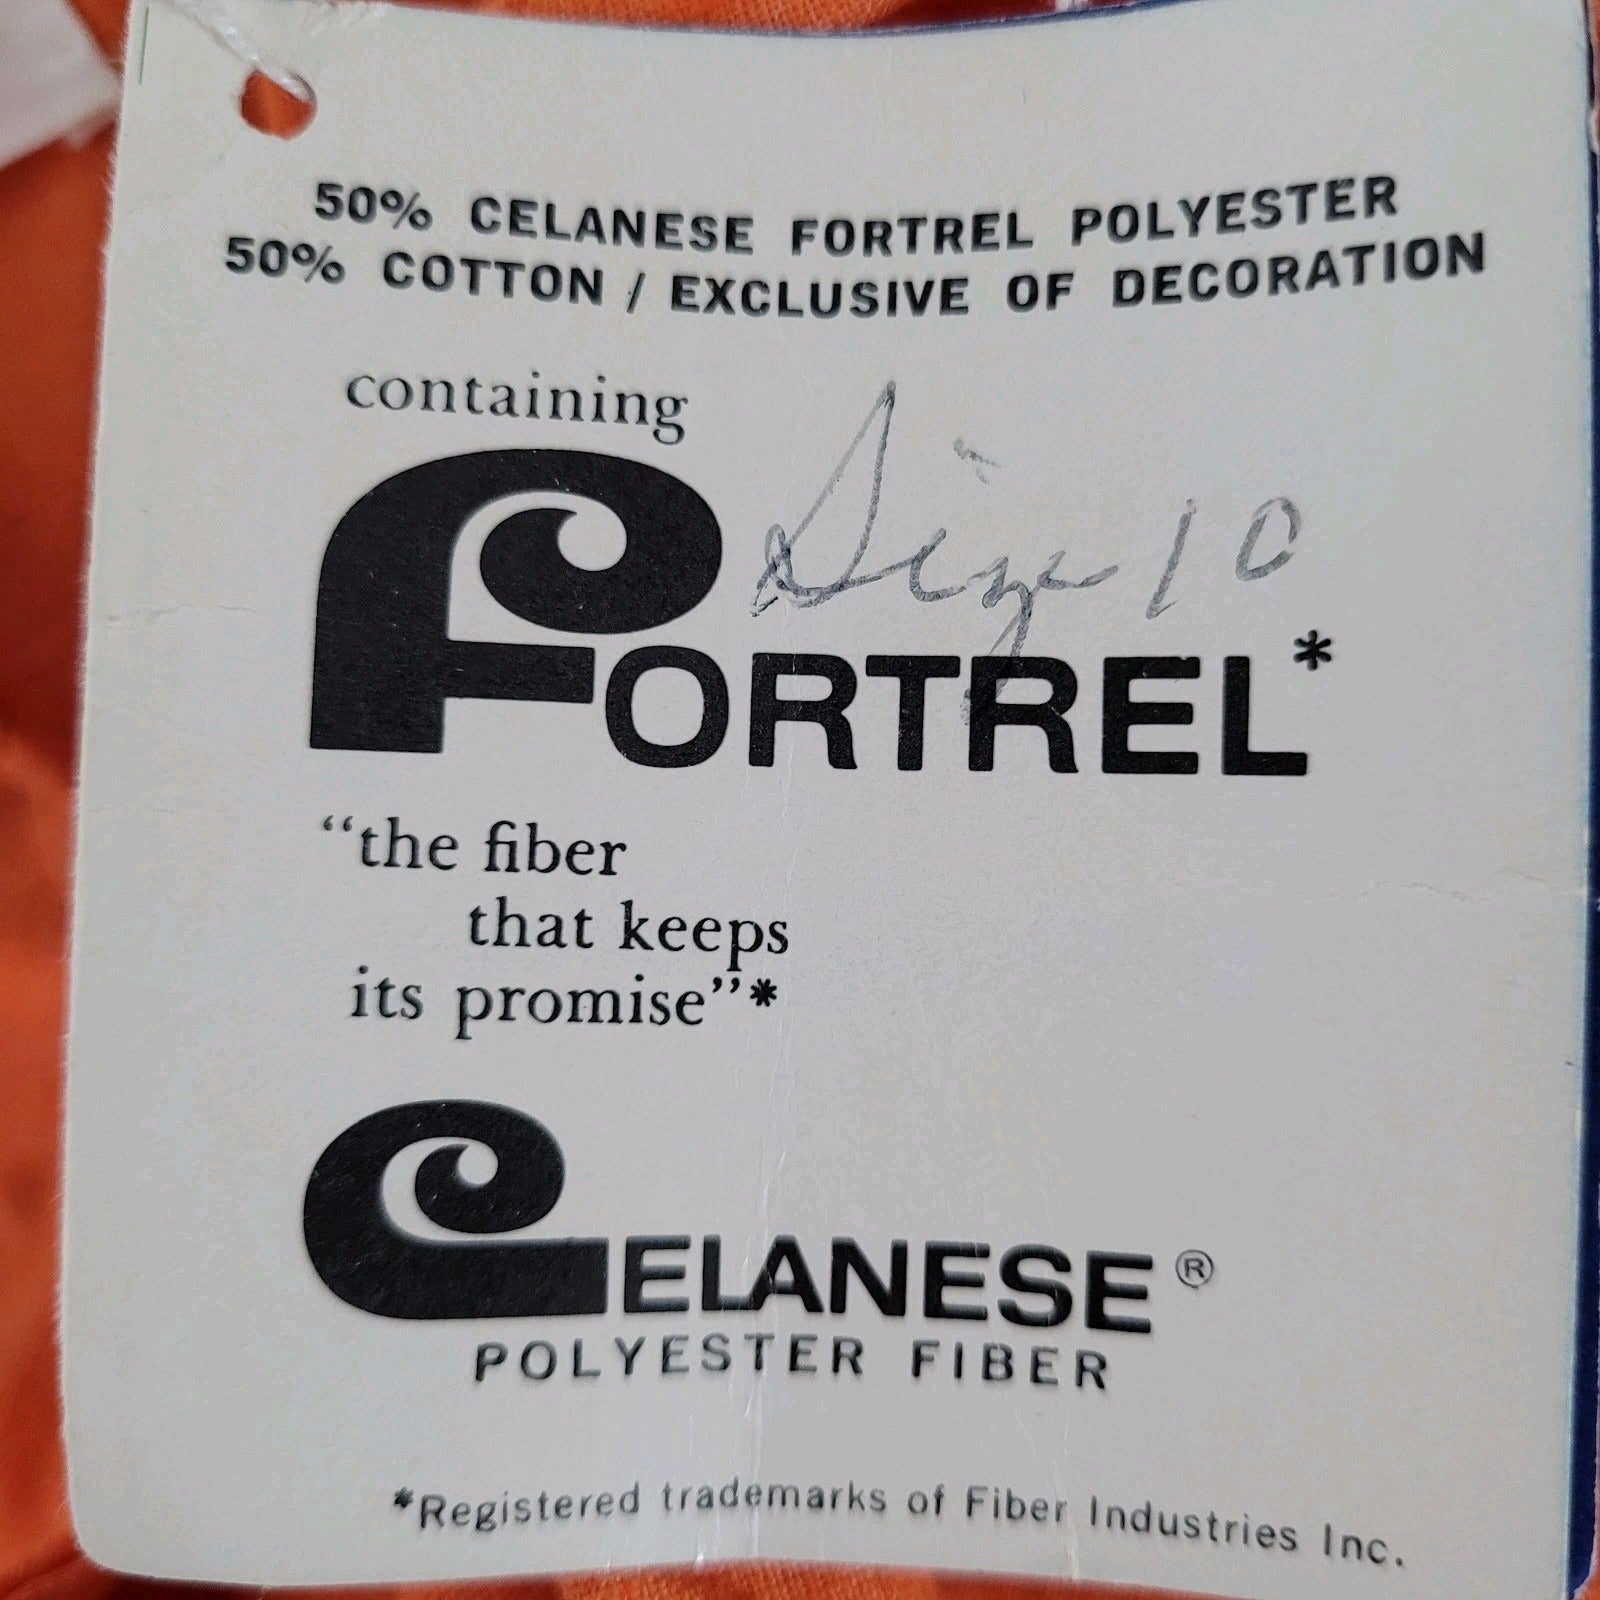 50% CELANESE FORTREL POLYESTER
50% COTTON / EXCLUSIVE OF DECORATION
containing
Size 10
FORTREL*
“the fiber
that keeps
its promise”*
CELANESE ®
POLYESTER FIBER
*Registered trademarks of Fiber Industries Inc.